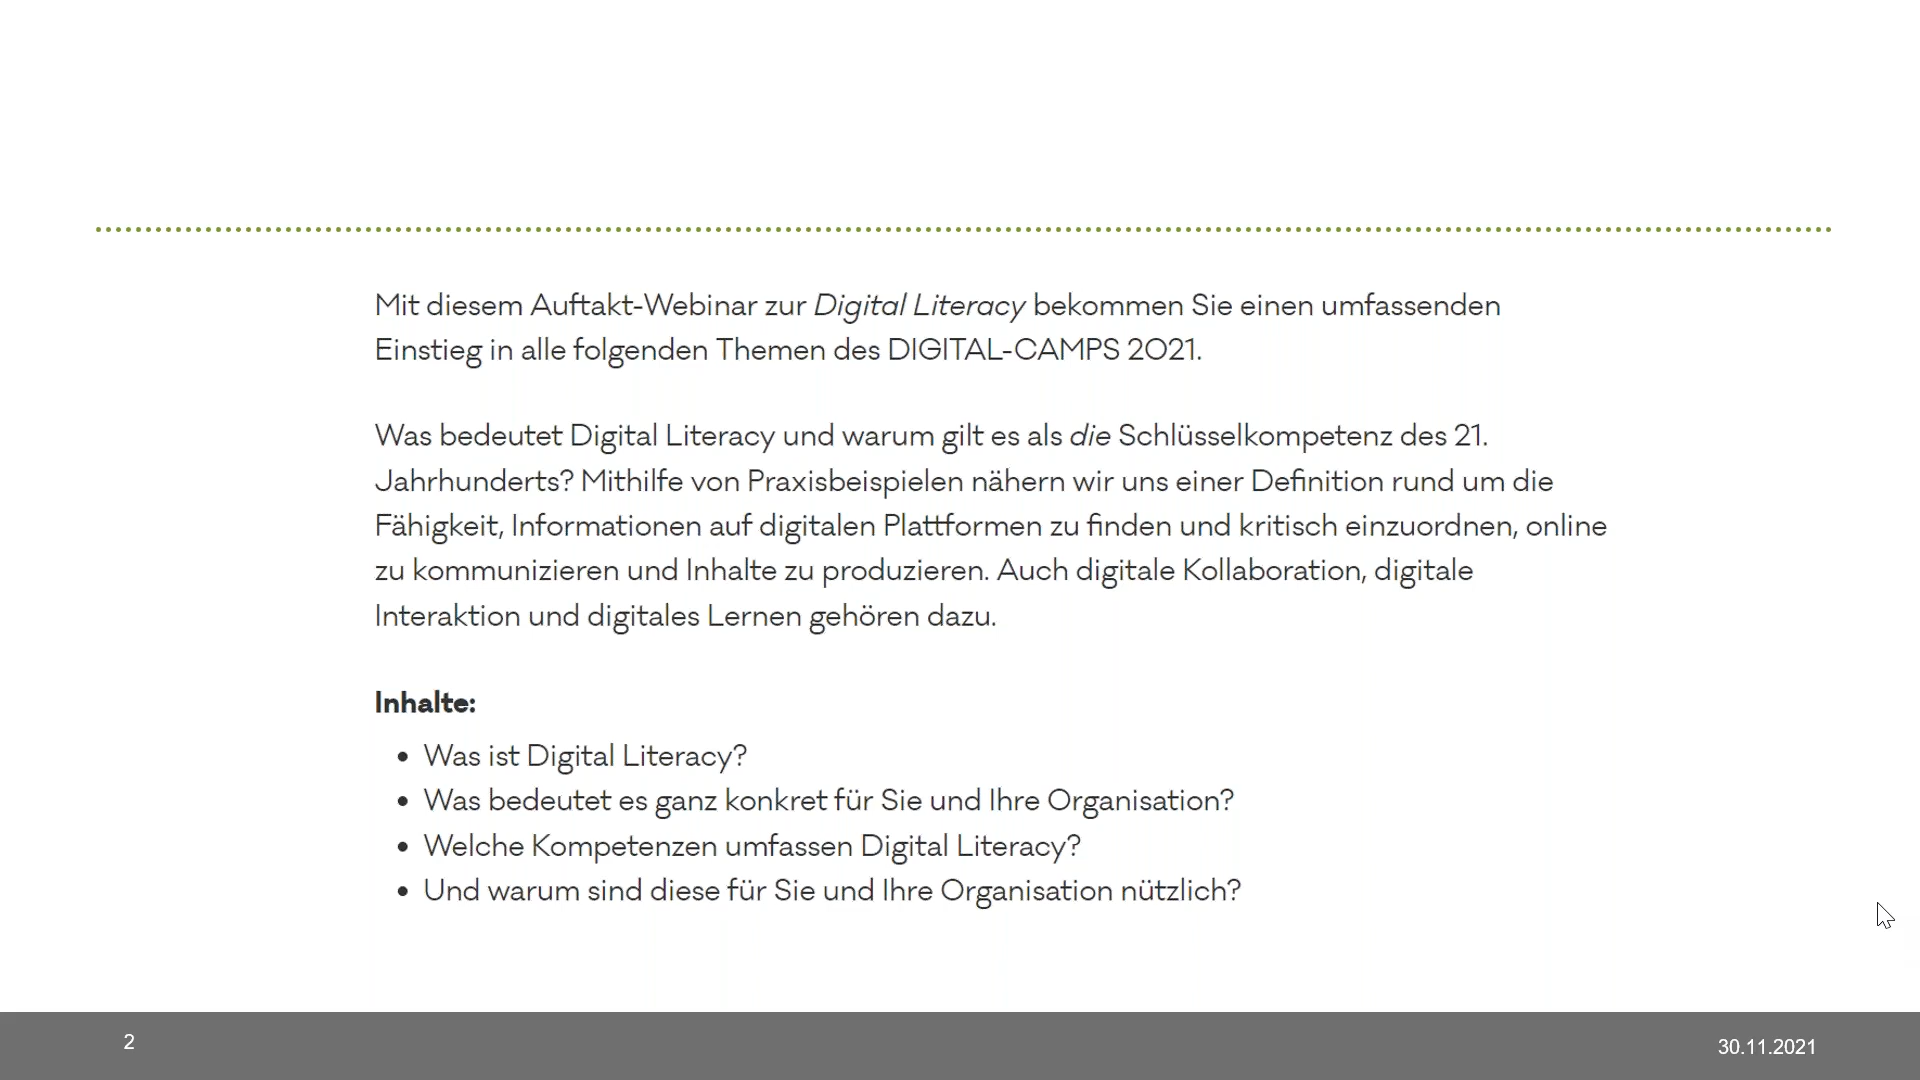 Mit diesem Auftakt-Webinar zur Digital Literacy bekommen Sie einen umfassenden
Einstieg in alle folgenden Themen des DIGITAL-CAMPS 2021.
Was bedeutet Digital Literacy und warum gilt es als die Schlüsselkompetenz des 21.
Jahrhunderts? Mithilfe von Praxisbeispielen nähern wir uns einer Definition rund um die
Fähigkeit, Informationen auf digitalen Plattformen zu finden und kritisch einzuordnen, online
zu kommunizieren und Inhalte zu produzieren. Auch digitale Kollaboration, digitale
Interaktion und digitales Lernen gehören dazu.
Inhalte:
• Was ist Digital Literacy?
• Was bedeutet es ganz konkret für Sie und Ihre Organisation?
• Welche Kompetenzen umfassen Digital Literacy?
• Und warum sind diese für Sie und Ihre Organisation nützlich?
2
30.11.2021